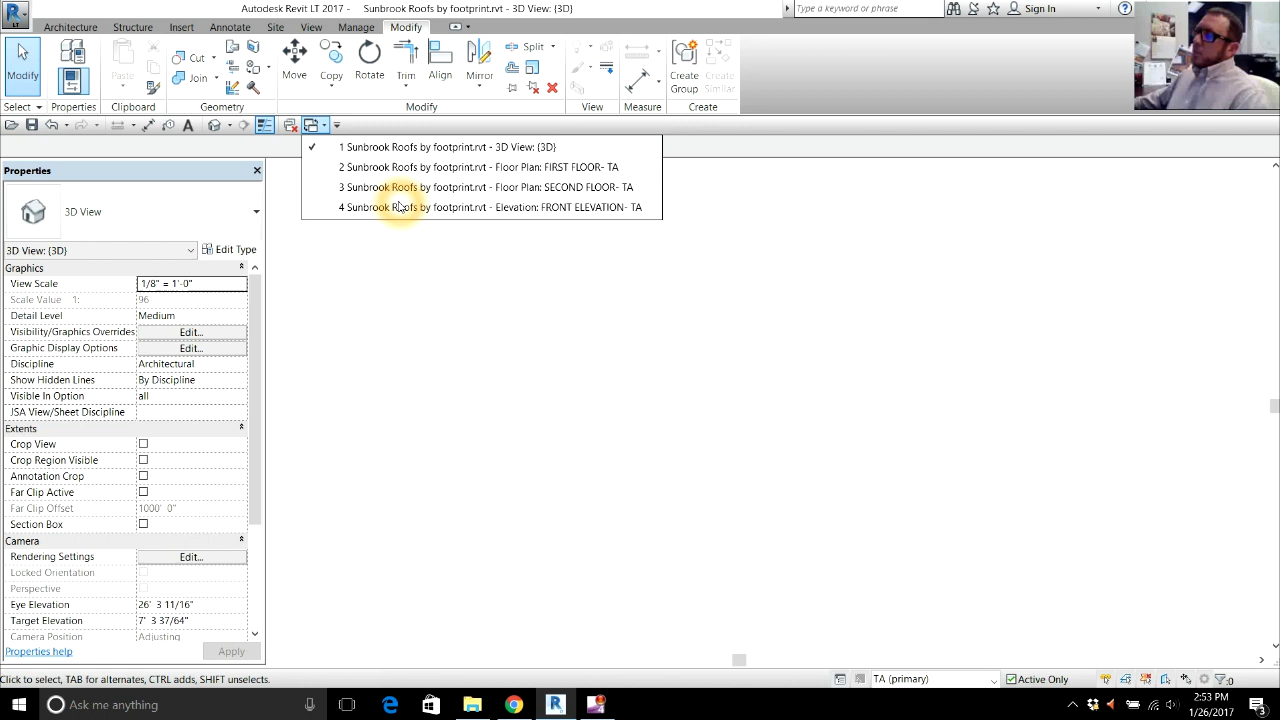 Autodesk Revit LT 2017 -    Sunbrook Roofs by footprint.rvt - 3D View: {3D}
Type a keyword or phrase
Sign In
LT
Architecture Structure Insert Annotate Site View Manage Modify
Modify
Paste
Cut
Join
Move Copy Rotate Trim Align Mirror
Split
Create Group
Create Similar
Select Properties Clipboard Geometry Modify View Measure Create
A
1 Sunbrook Roofs by footprint.rvt - 3D View: {3D}
2 Sunbrook Roofs by footprint.rvt - Floor Plan: FIRST FLOOR- TA
3 Sunbrook Roofs by footprint.rvt - Floor Plan: SECOND FLOOR- TA
4 Sunbrook Roofs by footprint.rvt - Elevation: FRONT ELEVATION- TA
Properties
3D View
3D View: {3D} Edit Type
Graphics
View Scale 1/8" = 1'-0"
Scale Value 1: 96
Detail Level Medium
Visibility/Graphics Overrides Edit...
Graphic Display Options Edit...
Discipline Architectural
Show Hidden Lines By Discipline
Visible In Option all
JSA View/Sheet Discipline
Extents
Crop View
Crop Region Visible
Annotation Crop
Far Clip Active
Far Clip Offset 1000' 0"
Section Box
Camera
Rendering Settings Edit...
Locked Orientation
Perspective
Eye Elevation 26' 3 11/16"
Target Elevation 7' 3 37/64"
Camera Position Adjusting
Properties help Apply
Click to select, TAB for alternates, CTRL adds, SHIFT unselects.
TA (primary)
Active Only
:0
Ask me anything
2:53 PM
1/26/2017